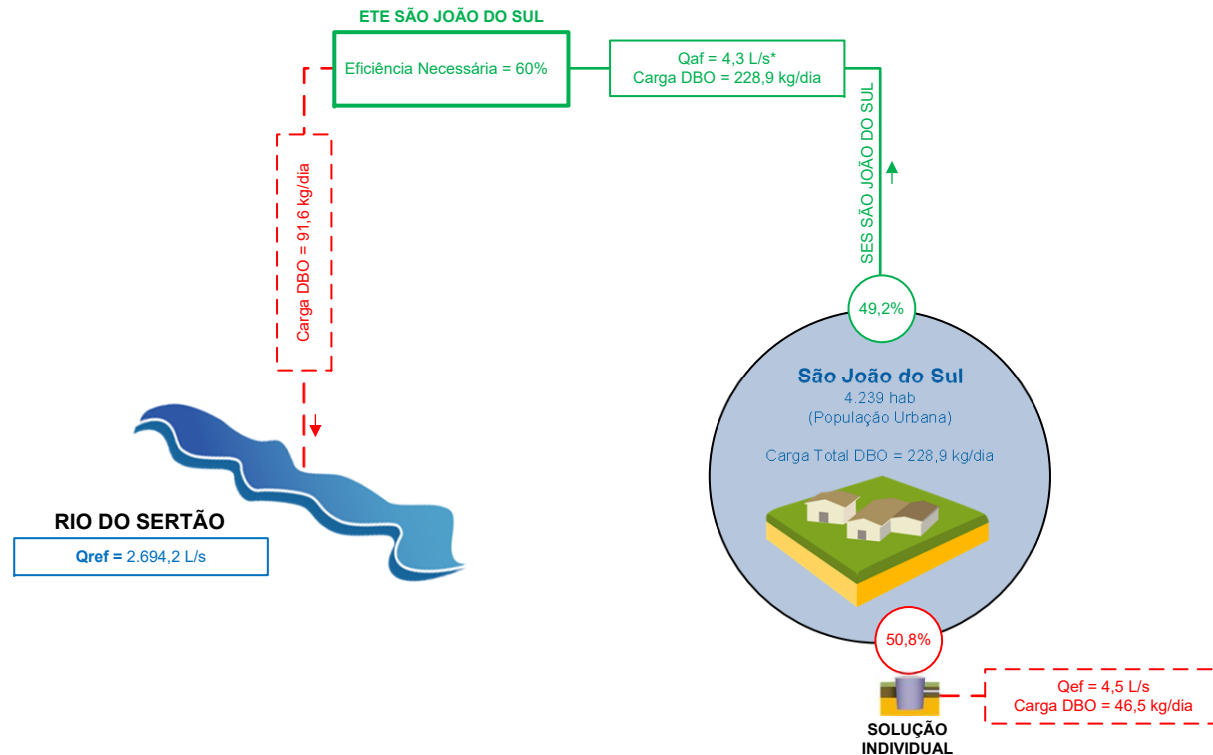 ETE SÃO JOÃO DO SUL
Eficiência Necessária = 60%
Qaf = 4,3 L/s*
Carga DBO = 228,9 kg/dia
SES SÃO JOÃO DO SUL
Carga DBO = 91,6 kg/dia
49,2%
São João do Sul
4.239 hab
(População Urbana)
Carga Total DBO = 228,9 kg/dia
RIO DO SERTÃO
Qref = 2.694,2 L/s
50,8%
Qef = 4,5 L/s
Carga DBO = 46,5 kg/dia
SOLUÇÃO
INDIVIDUAL